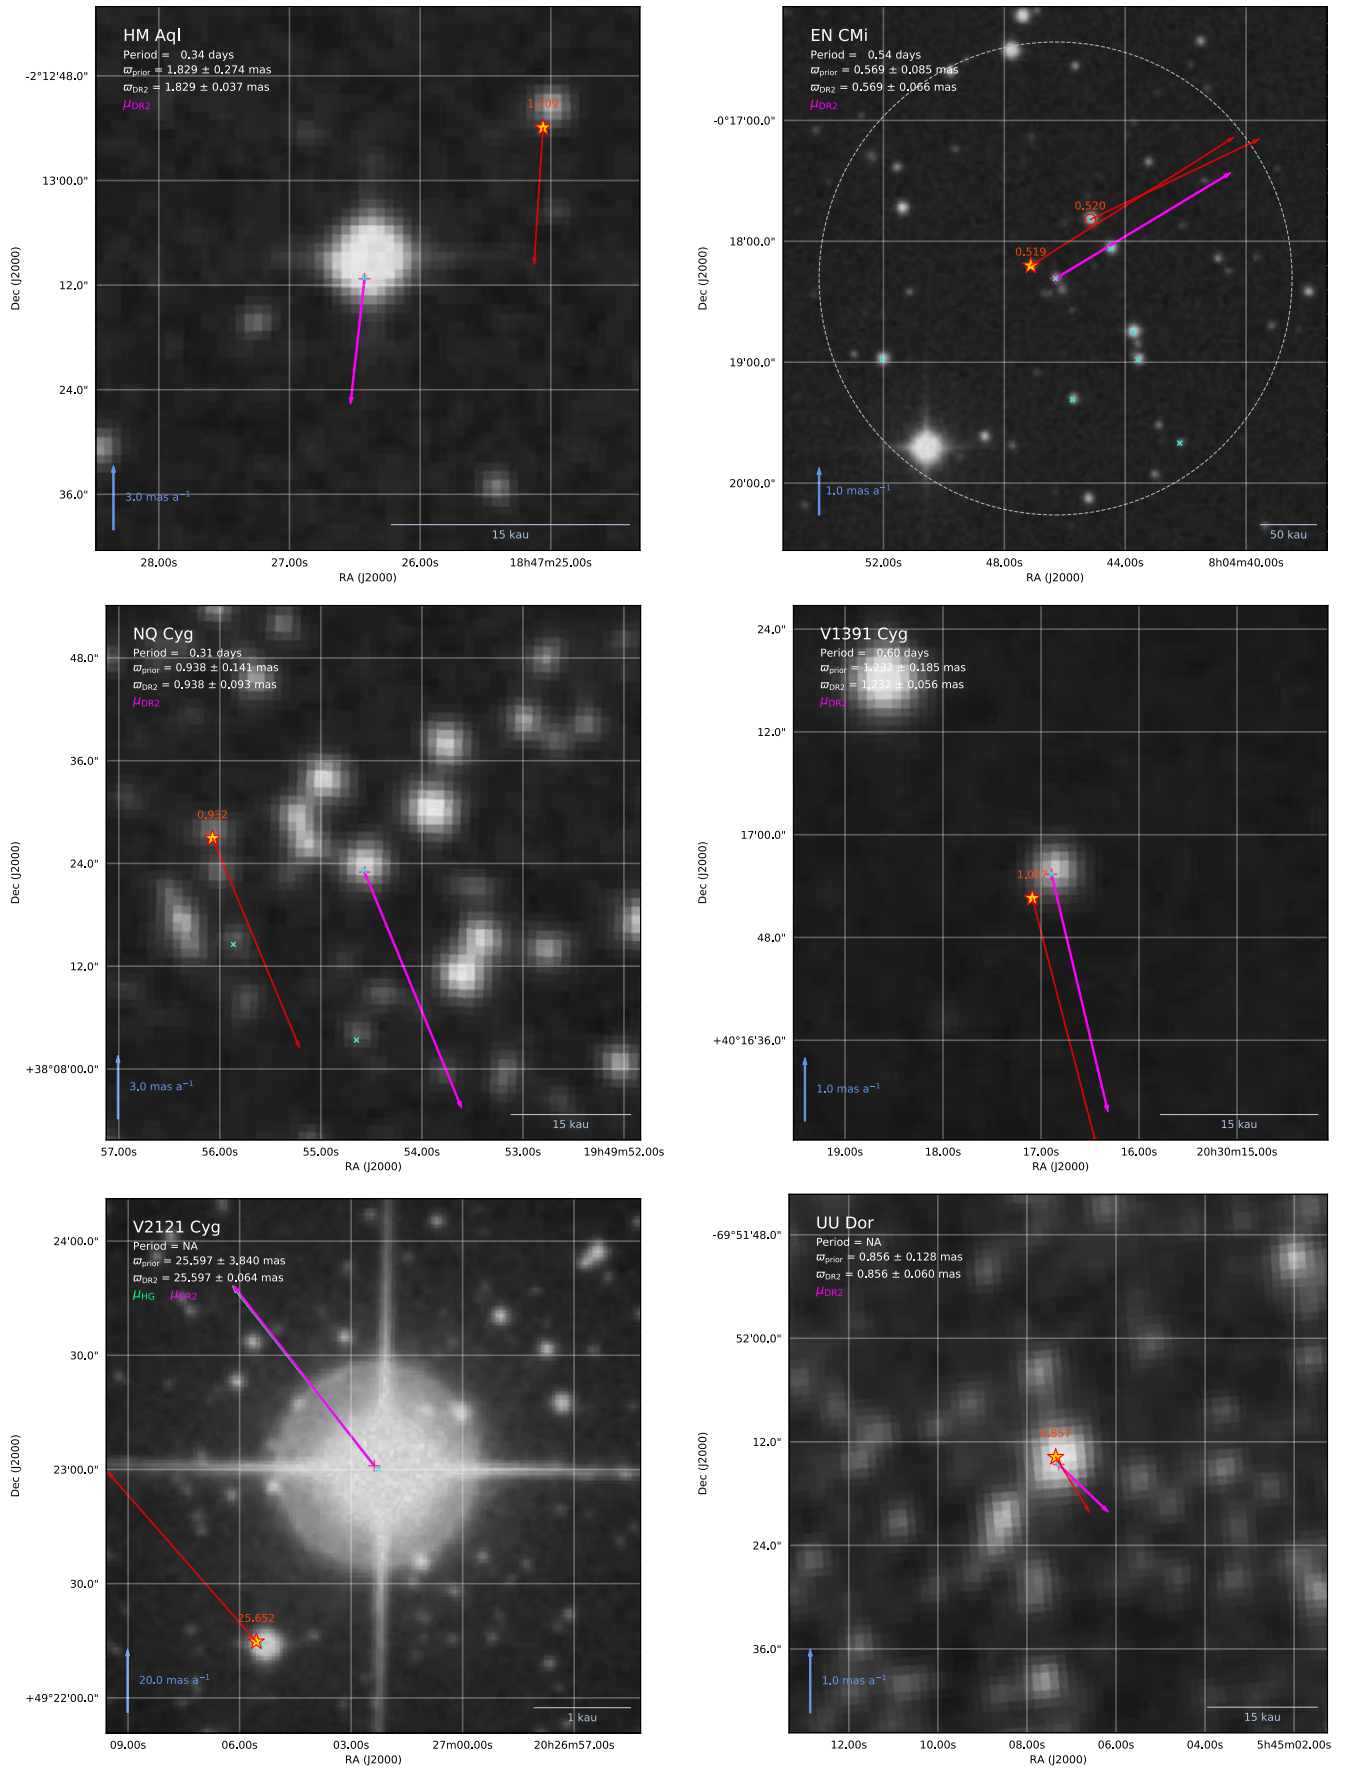 HM Aql
Period = 0.34 days
ϖprior = 1.829 ± 0.274 mas
ϖDR2 = 1.829 ± 0.037 mas
μDR2
3.0 mas a⁻¹
15 kau
-2°12'48.0"
13'00.0"
12.0"
24.0"
36.0"
Dec (J2000)
28.00s 27.00s 26.00s 18h47m25.00s
RA (J2000)
EN CMi
Period = 0.54 days
ϖprior = 0.569 ± 0.085 mas
ϖDR2 = 0.569 ± 0.066 mas
μDR2
0.520
0.519
1.0 mas a⁻¹
50 kau
-0°17'00.0"
18'00.0"
19'00.0"
20'00.0"
Dec (J2000)
52.00s 48.00s 44.00s 8h04m40.00s
RA (J2000)
NQ Cyg
Period = 0.31 days
ϖprior = 0.938 ± 0.141 mas
ϖDR2 = 0.938 ± 0.093 mas
μDR2
0.932
3.0 mas a⁻¹
15 kau
48.0"
36.0"
24.0"
12.0"
+38°08'00.0"
Dec (J2000)
57.00s 56.00s 55.00s 54.00s 53.00s 19h49m52.00s
RA (J2000)
V1391 Cyg
Period = 0.60 days
ϖprior = 1.232 ± 0.185 mas
ϖDR2 = 1.232 ± 0.056 mas
μDR2
1.0 mas a⁻¹
15 kau
24.0"
12.0"
17'00.0"
48.0"
+40°16'36.0"
Dec (J2000)
19.00s 18.00s 17.00s 16.00s 20h30m15.00s
RA (J2000)
V2121 Cyg
Period = NA
ϖprior = 25.597 ± 3.840 mas
ϖDR2 = 25.597 ± 0.064 mas
μHG μDR2
25.652
20.0 mas a⁻¹
1 kau
24'00.0"
30.0"
23'00.0"
30.0"
+49°22'00.0"
Dec (J2000)
09.00s 06.00s 03.00s 27m00.00s 20h26m57.00s
RA (J2000)
UU Dor
Period = NA
ϖprior = 0.856 ± 0.128 mas
ϖDR2 = 0.856 ± 0.060 mas
μDR2
1.0 mas a⁻¹
15 kau
-69°51'48.0"
52'00.0"
12.0"
24.0"
36.0"
Dec (J2000)
12.00s 10.00s 08.00s 06.00s 04.00s 5h45m02.00s
RA (J2000)